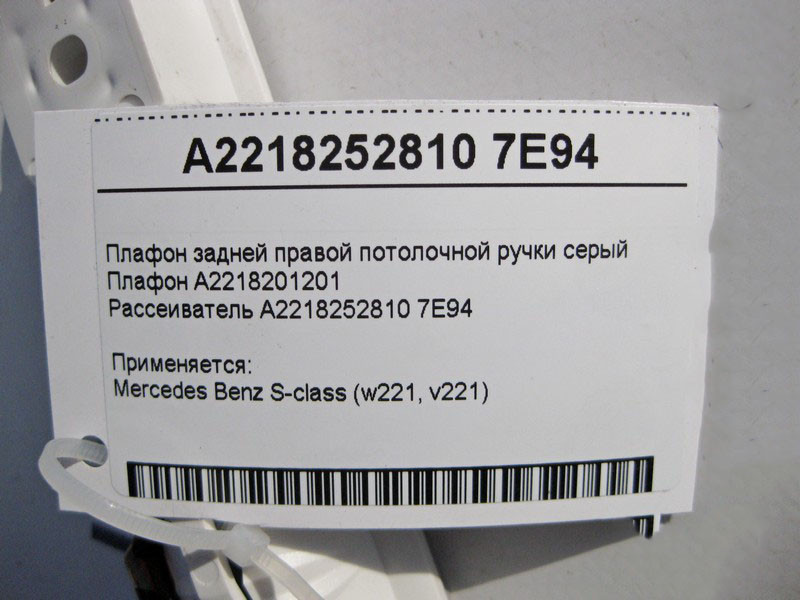 A2218252810 7E94
Плафон задней правой потолочной ручки серый
Плафон A2218201201
Рассеиватель A2218252810 7E94
Применяется:
Mercedes Benz S-class (w221, v221)